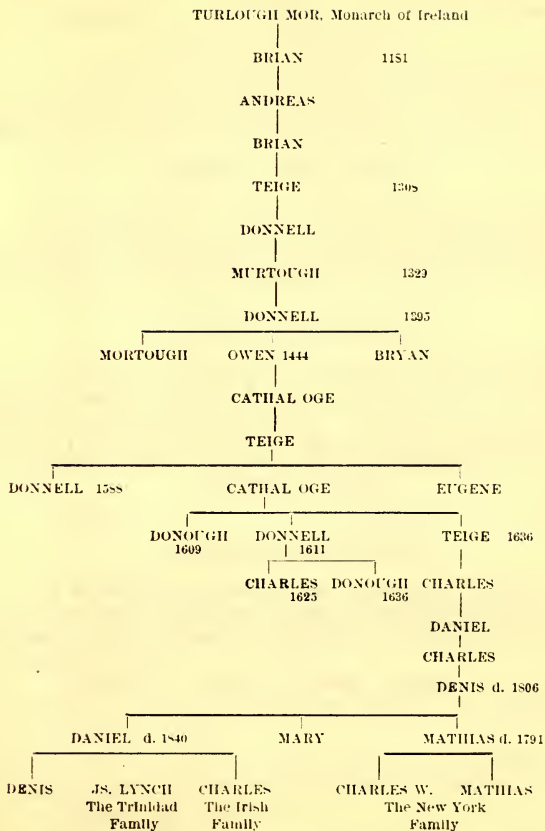 TURLOUGH MOR, Monarch of Ireland
BRIAN 1181
ANDREAS
BRIAN
TEIGE 1308
DONNELL
MURTOUGH 1329
DONNELL 1395
MORTOUGH OWEN 1444 BRYAN
CATHAL OGE
TEIGE
DONNELL 1588 CATHAL OGE EUGENE
DONOUGH DONNELL TEIGE 1636
1609 1611
CHARLES DONOUGH CHARLES
1625 1636
DANIEL
CHARLES
DENIS d. 1806
DANIEL d. 1840 MARY MATHIAS d. 1791
DENIS JS. LYNCH CHARLES CHARLES W. MATHIAS
The Trinidad The Irish The New York
Family Family Family